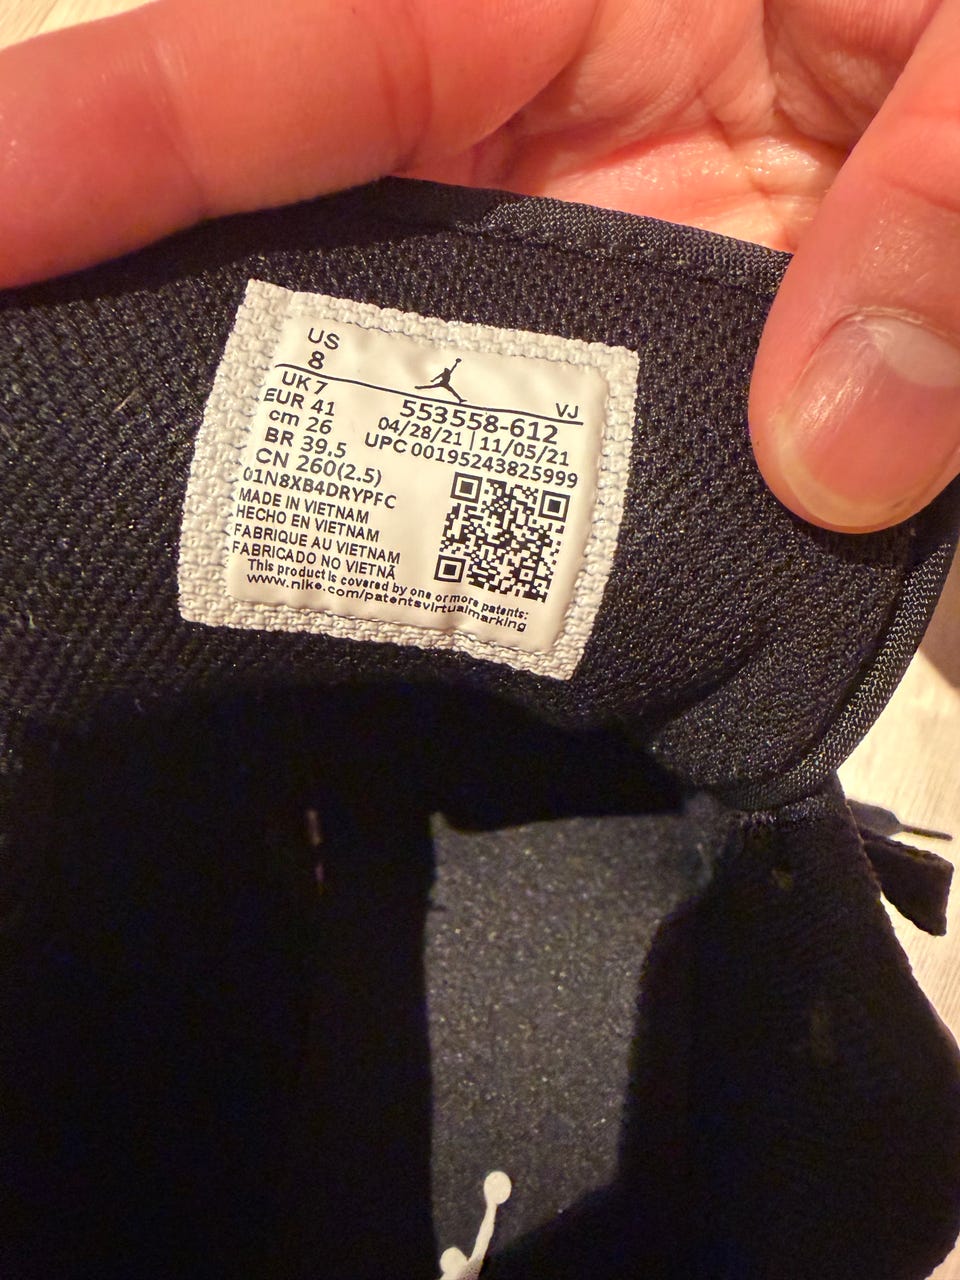 US
8
VJ
UK 7
EUR 41
cm 26
BR 39.5
CN 260(2.5)
553558-612
04/28/21 | 11/05/21
UPC 00195243825999
01N8XB4DRYPFC
MADE IN VIETNAM
HECHO EN VIETNAM
FABRIQUE AU VIETNAM
FABRICADO NO VIETNÃ
This product is covered by one or more patents:
www.nike.com/patentsvirtualmarking